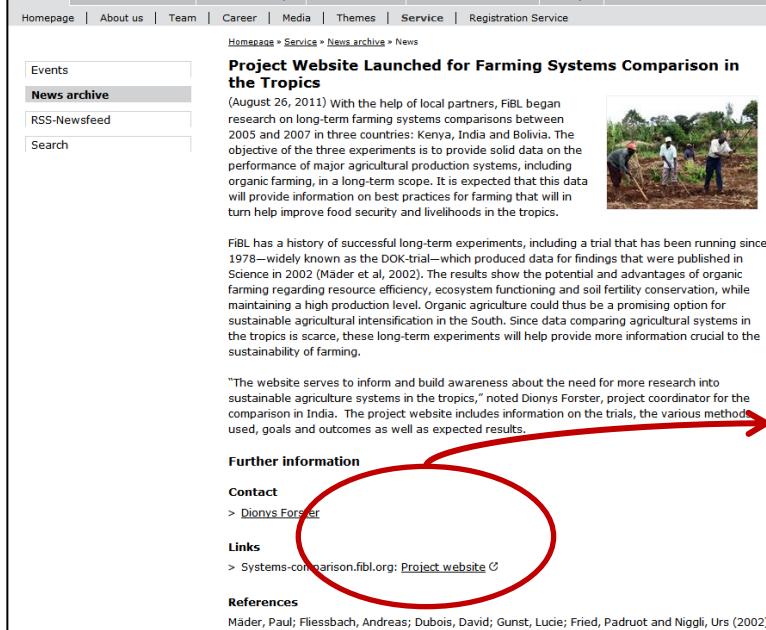 Homepage | About us | Team | Career | Media | Themes | Service | Registration Service
Homepage » Service » News archive » News
Events
News archive
RSS-Newsfeed
Search
Project Website Launched for Farming Systems Comparison in
the Tropics
(August 26, 2011) With the help of local partners, FiBL began
research on long-term farming systems comparisons between
2005 and 2007 in three countries: Kenya, India and Bolivia. The
objective of the three experiments is to provide solid data on the
performance of major agricultural production systems, including
organic farming, in a long-term scope. It is expected that this data
will provide information on best practices for farming that will in
turn help improve food security and livelihoods in the tropics.
FiBL has a history of successful long-term experiments, including a trial that has been running since
1978—widely known as the DOK-trial—which produced data for findings that were published in
Science in 2002 (Mäder et al, 2002). The results show the potential and advantages of organic
farming regarding resource efficiency, ecosystem functioning and soil fertility conservation, while
maintaining a high production level. Organic agriculture could thus be a promising option for
sustainable agricultural intensification in the South. Since data comparing agricultural systems in
the tropics is scarce, these long-term experiments will help provide more information crucial to the
sustainability of farming.
"The website serves to inform and build awareness about the need for more research into
sustainable agriculture systems in the tropics," noted Dionys Forster, project coordinator for the
comparison in India. The project website includes information on the trials, the various methods
used, goals and outcomes as well as expected results.
Further information
Contact
> Dionys Forster
Links
> Systems-comparison.fibl.org: Project website
References
Mäder, Paul; Fliessbach, Andreas; Dubois, David; Gunst, Lucie; Fried, Padruot and Niggli, Urs (2002)